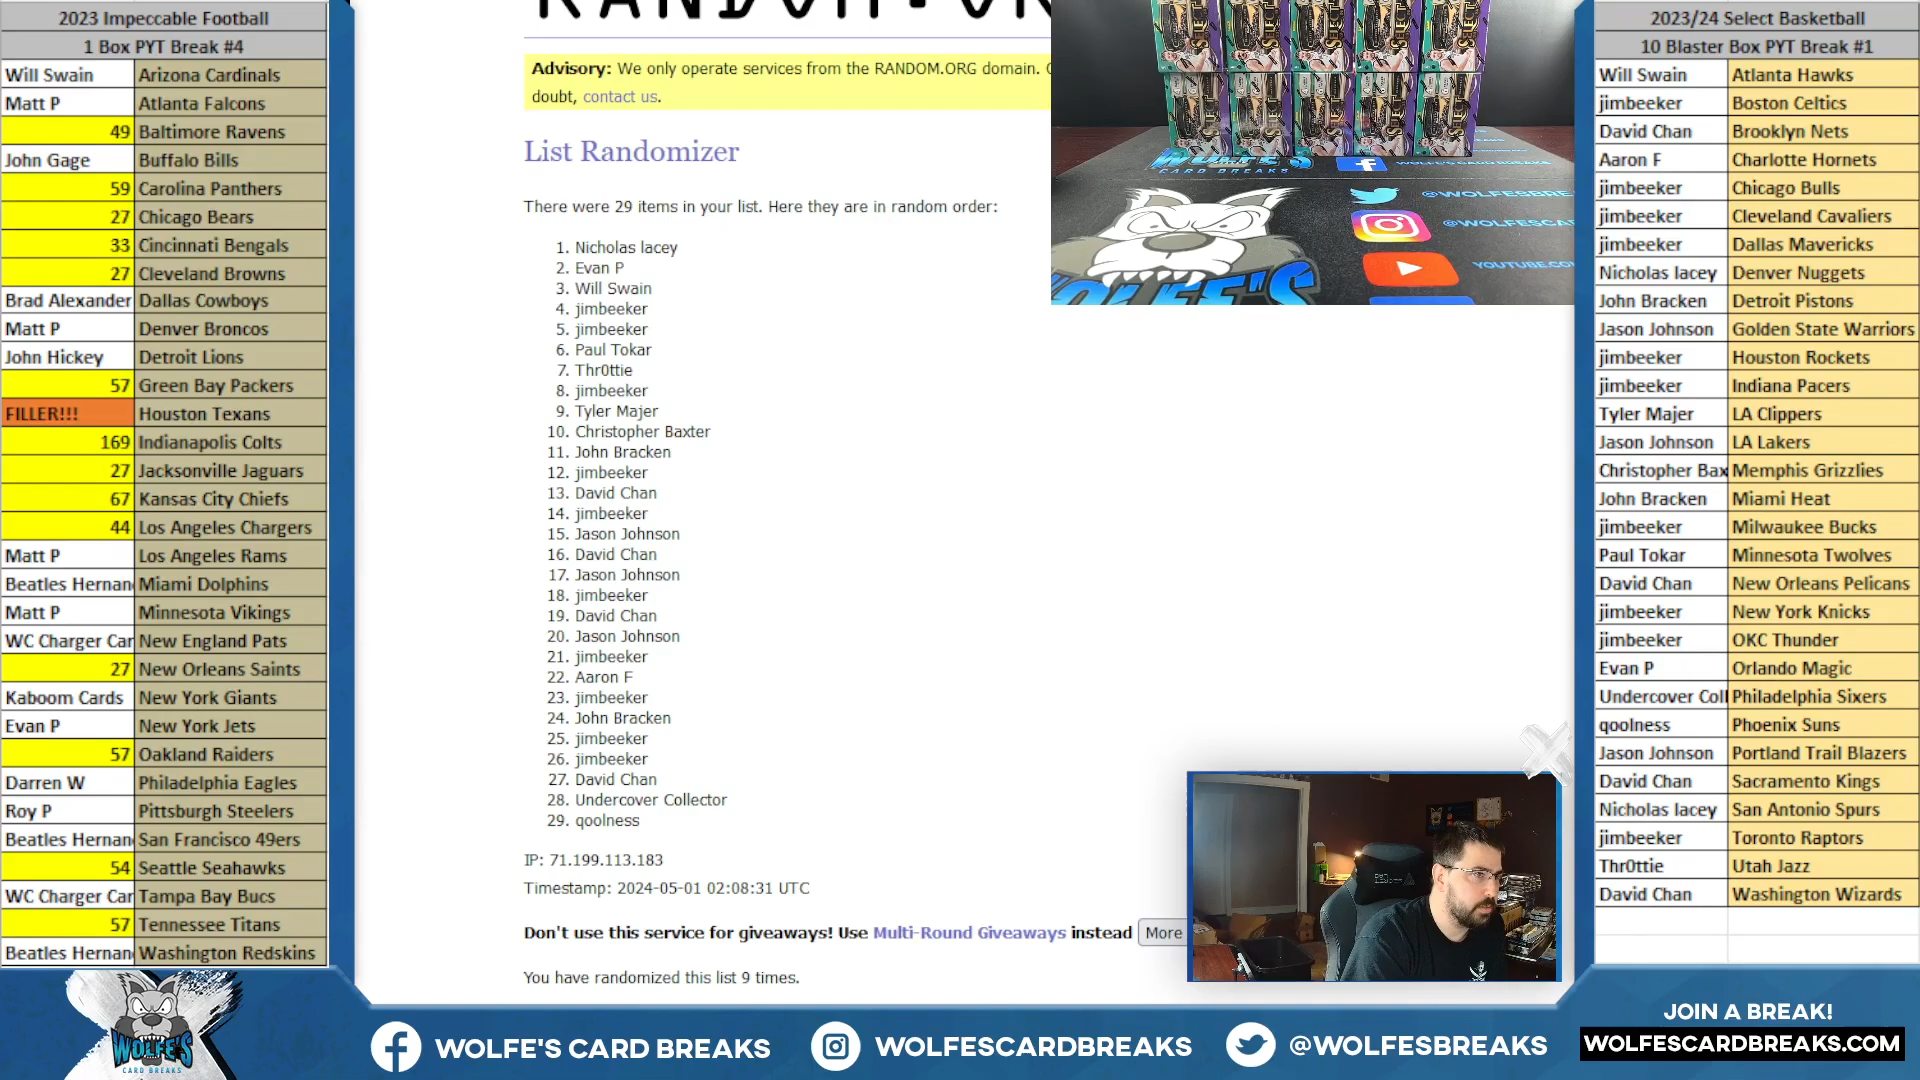 2023 Impeccable Football
1 Box PYT Break #4
Will Swain Arizona Cardinals
Matt P Atlanta Falcons
49 Baltimore Ravens
John Gage Buffalo Bills
59 Carolina Panthers
27 Chicago Bears
33 Cincinnati Bengals
27 Cleveland Browns
Brad Alexander Dallas Cowboys
Matt P Denver Broncos
John Hickey Detroit Lions
57 Green Bay Packers
FILLER!!! Houston Texans
169 Indianapolis Colts
27 Jacksonville Jaguars
67 Kansas City Chiefs
44 Los Angeles Chargers
Matt P Los Angeles Rams
Beatles Hernan Miami Dolphins
Matt P Minnesota Vikings
WC Charger Car New England Pats
27 New Orleans Saints
Kaboom Cards New York Giants
Evan P New York Jets
57 Oakland Raiders
Darren W Philadelphia Eagles
Roy P Pittsburgh Steelers
Beatles Hernan San Francisco 49ers
54 Seattle Seahawks
WC Charger Car Tampa Bay Bucs
57 Tennessee Titans
Beatles Hernan Washington Redskins
RANDOM.OR
Advisory: We only operate services from the RANDOM.ORG domain.
doubt, contact us.
List Randomizer
There were 29 items in your list. Here they are in random order:
1. Nicholas lacey
2. Evan P
3. Will Swain
4. jimbeeker
5. jimbeeker
6. Paul Tokar
7. Thr0ttie
8. jimbeeker
9. Tyler Majer
10. Christopher Baxter
11. John Bracken
12. jimbeeker
13. David Chan
14. jimbeeker
15. Jason Johnson
16. David Chan
17. Jason Johnson
18. jimbeeker
19. David Chan
20. Jason Johnson
21. jimbeeker
22. Aaron F
23. jimbeeker
24. John Bracken
25. jimbeeker
26. jimbeeker
27. David Chan
28. Undercover Collector
29. qoolness
IP: 71.199.113.183
Timestamp: 2024-05-01 02:08:31 UTC
Don't use this service for giveaways! Use Multi-Round Giveaways instead More
You have randomized this list 9 times.
SELECT
WOLFE'S
CARD BREAKS
WOLFE'S CARD BREAKS
@WOLFESBREA
@WOLFESCA
YOUTUBE.CO
WOLFE'S
2023/24 Select Basketball
10 Blaster Box PYT Break #1
Will Swain Atlanta Hawks
jimbeeker Boston Celtics
David Chan Brooklyn Nets
Aaron F Charlotte Hornets
jimbeeker Chicago Bulls
jimbeeker Cleveland Cavaliers
jimbeeker Dallas Mavericks
Nicholas lacey Denver Nuggets
John Bracken Detroit Pistons
Jason Johnson Golden State Warriors
jimbeeker Houston Rockets
jimbeeker Indiana Pacers
Tyler Majer LA Clippers
Jason Johnson LA Lakers
Christopher Bax Memphis Grizzlies
John Bracken Miami Heat
jimbeeker Milwaukee Bucks
Paul Tokar Minnesota Twolves
David Chan New Orleans Pelicans
jimbeeker New York Knicks
jimbeeker OKC Thunder
Evan P Orlando Magic
Undercover Coll Philadelphia Sixers
qoolness Phoenix Suns
Jason Johnson Portland Trail Blazers
David Chan Sacramento Kings
Nicholas lacey San Antonio Spurs
jimbeeker Toronto Raptors
Thr0ttie Utah Jazz
David Chan Washington Wizards
WOLFE'S
CARD BREAKS
WOLFE'S CARD BREAKS
WOLFESCARDBREAKS
@WOLFESBREAKS
JOIN A BREAK!
WOLFESCARDBREAKS.COM